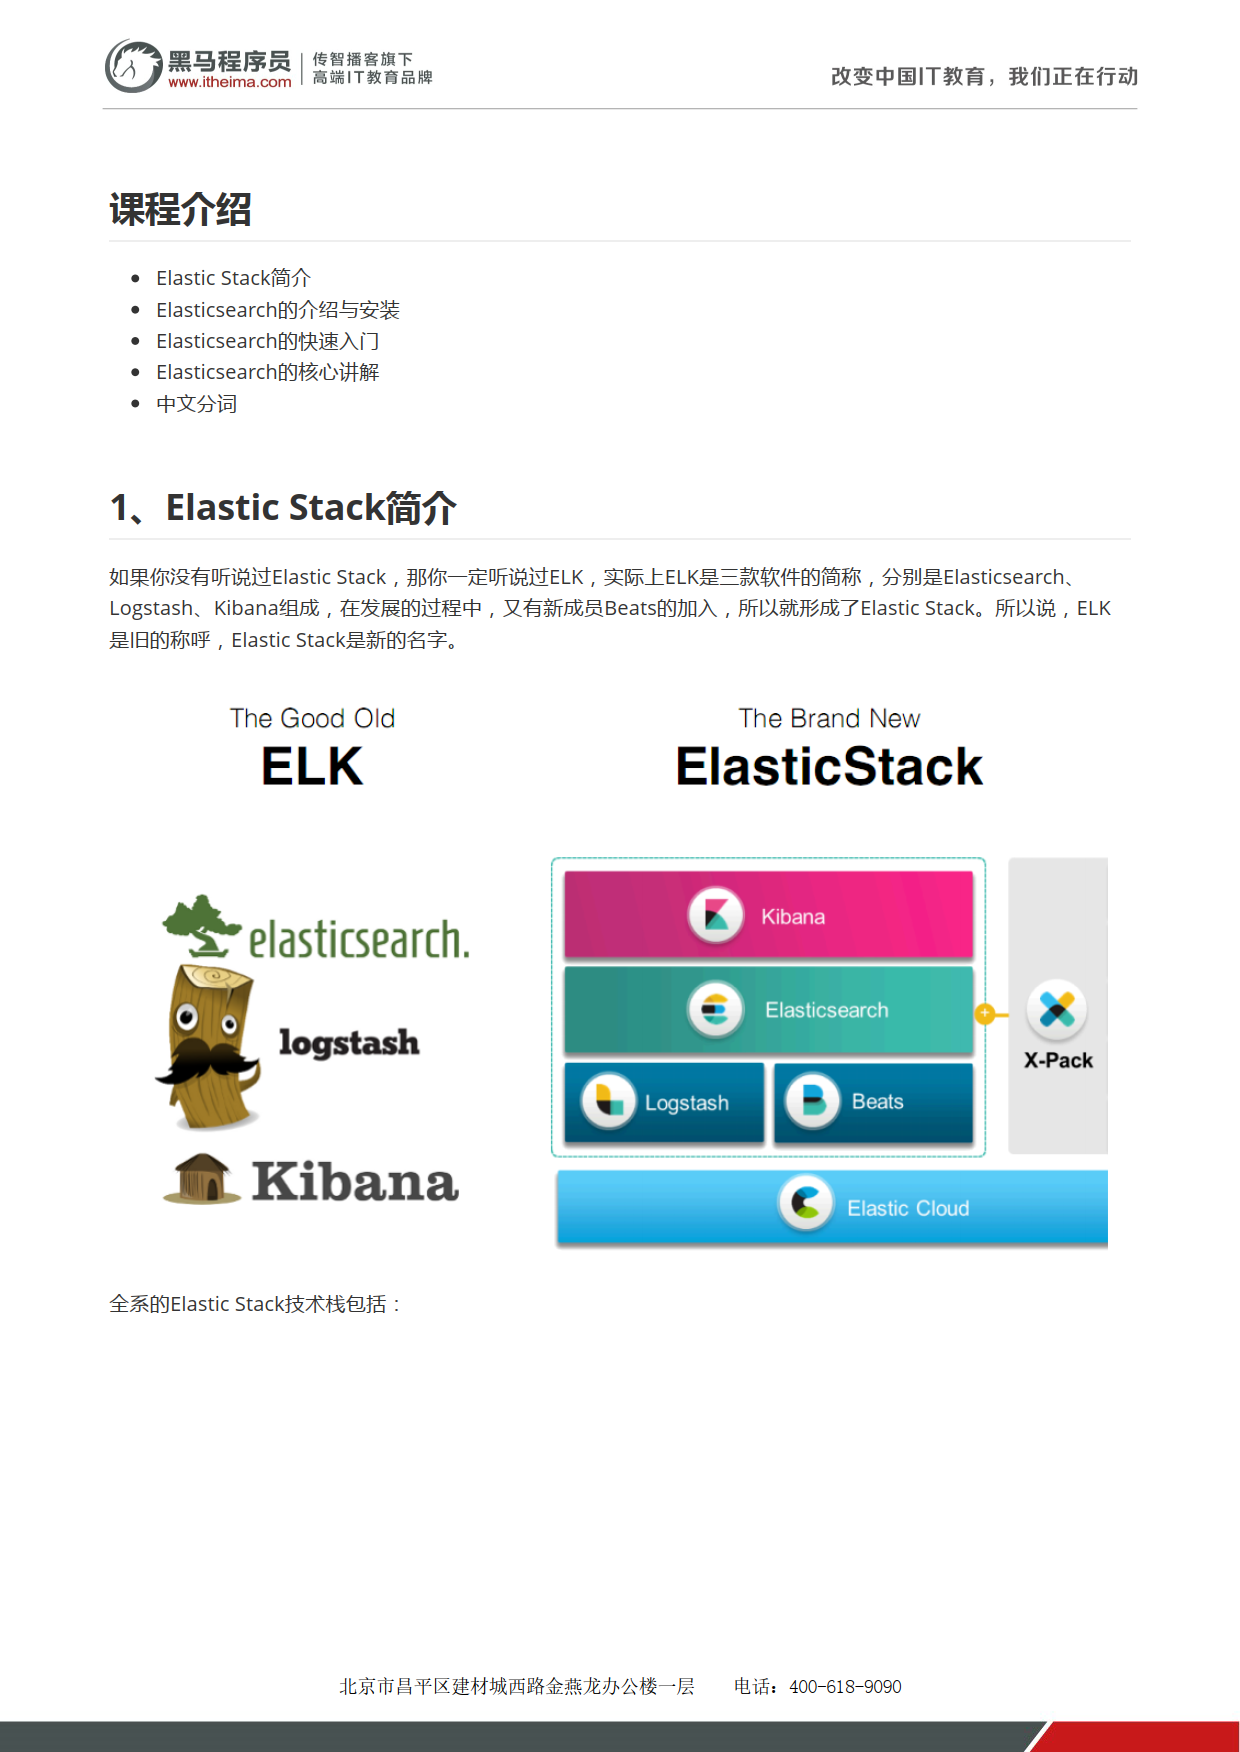 黑马程序员
www.itheima.com
传智播客旗下
高端IT教育品牌
改变中国IT教育，我们正在行动
课程介绍
Elastic Stack简介
Elasticsearch的介绍与安装
Elasticsearch的快速入门
Elasticsearch的核心讲解
中文分词
1、Elastic Stack简介
如果你没有听说过Elastic Stack，那你一定听说过ELK，实际上ELK是三款软件的简称，分别是Elasticsearch、
Logstash、Kibana组成，在发展的过程中，又有新成员Beats的加入，所以就形成了Elastic Stack。所以说，ELK
是旧的称呼，Elastic Stack是新的名字。
The Good Old
ELK
The Brand New
ElasticStack
elasticsearch.
logstash
Kibana
Kibana
Elasticsearch
Logstash
Beats
+
X-Pack
Elastic Cloud
全系的Elastic Stack技术栈包括：
北京市昌平区建材城西路金燕龙办公楼一层 电话：400-618-9090